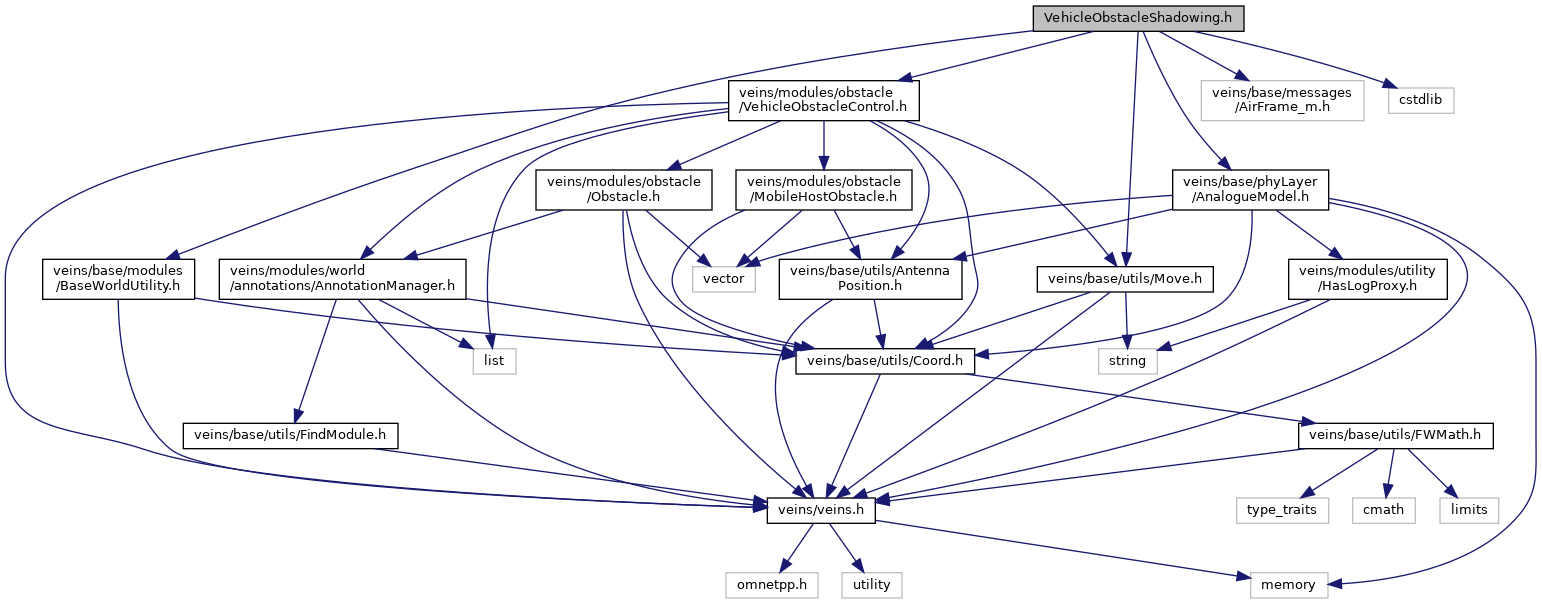 VehicleObstacleShadowing.h
veins/modules/obstacle
/VehicleObstacleControl.h
veins/base/messages
/AirFrame_m.h
cstdlib
veins/modules/obstacle
/Obstacle.h
veins/modules/obstacle
/MobileHostObstacle.h
veins/base/phyLayer
/AnalogueModel.h
veins/base/modules
/BaseWorldUtility.h
veins/modules/world
/annotations/AnnotationManager.h
vector
veins/base/utils/Antenna
Position.h
veins/base/utils/Move.h
veins/modules/utility
/HasLogProxy.h
list
veins/base/utils/Coord.h
string
veins/base/utils/FindModule.h
veins/base/utils/FWMath.h
veins/veins.h
type_traits
cmath
limits
omnetpp.h
utility
memory